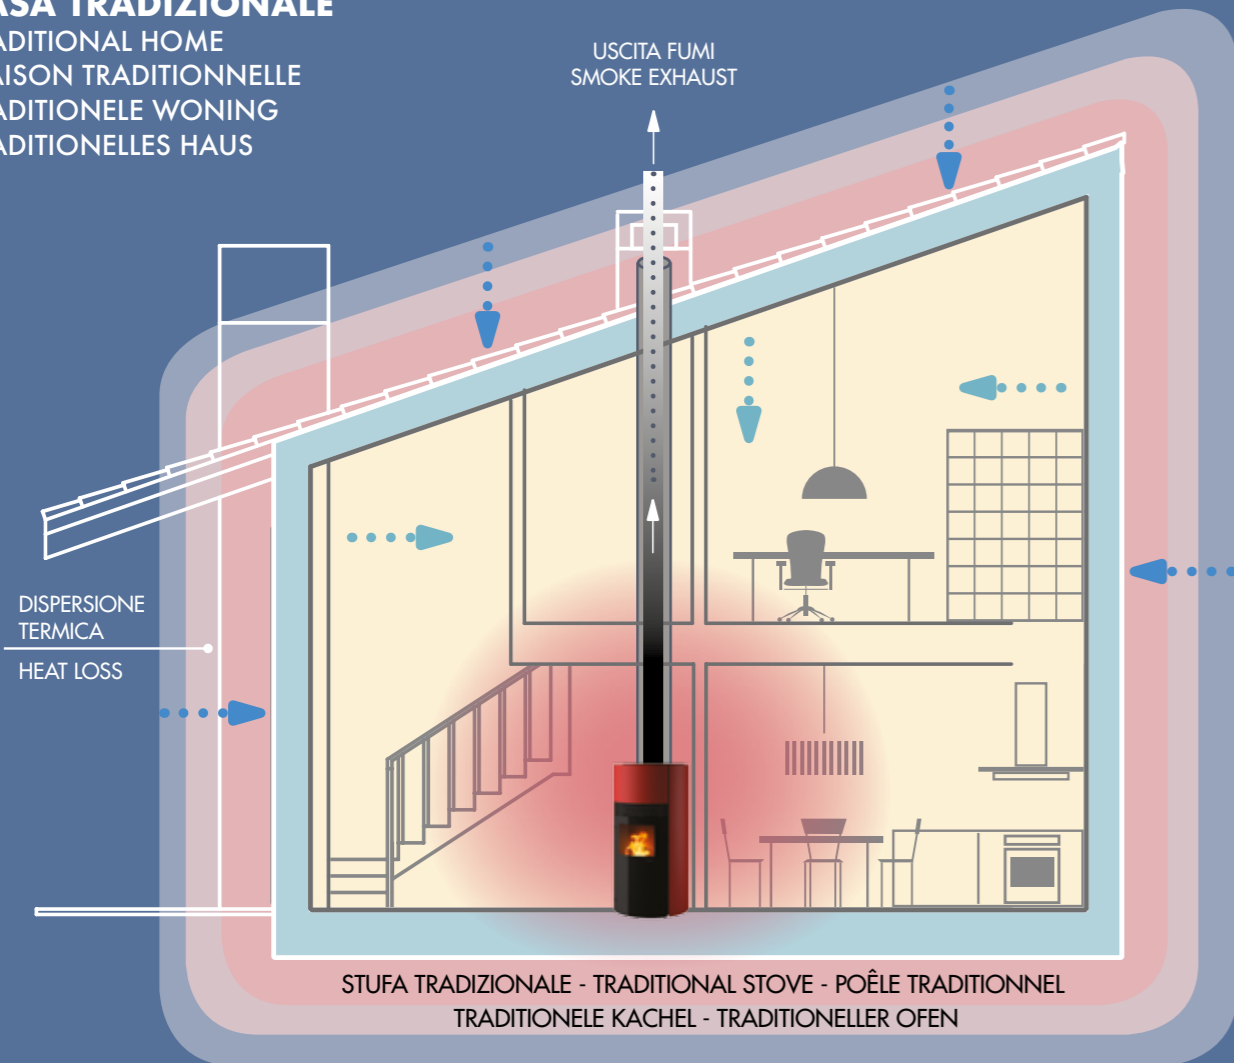 ASA TRADIZIONALE
ADITIONAL HOME
AISON TRADITIONNELLE
ADITIONELE WONING
ADITIONELLES HAUS
USCITA FUMI
SMOKE EXHAUST
DISPERSIONE
TERMICA
HEAT LOSS
STUFA TRADIZIONALE - TRADITIONAL STOVE - POÊLE TRADITIONNEL
TRADITIONELE KACHEL - TRADITIONELLER OFEN